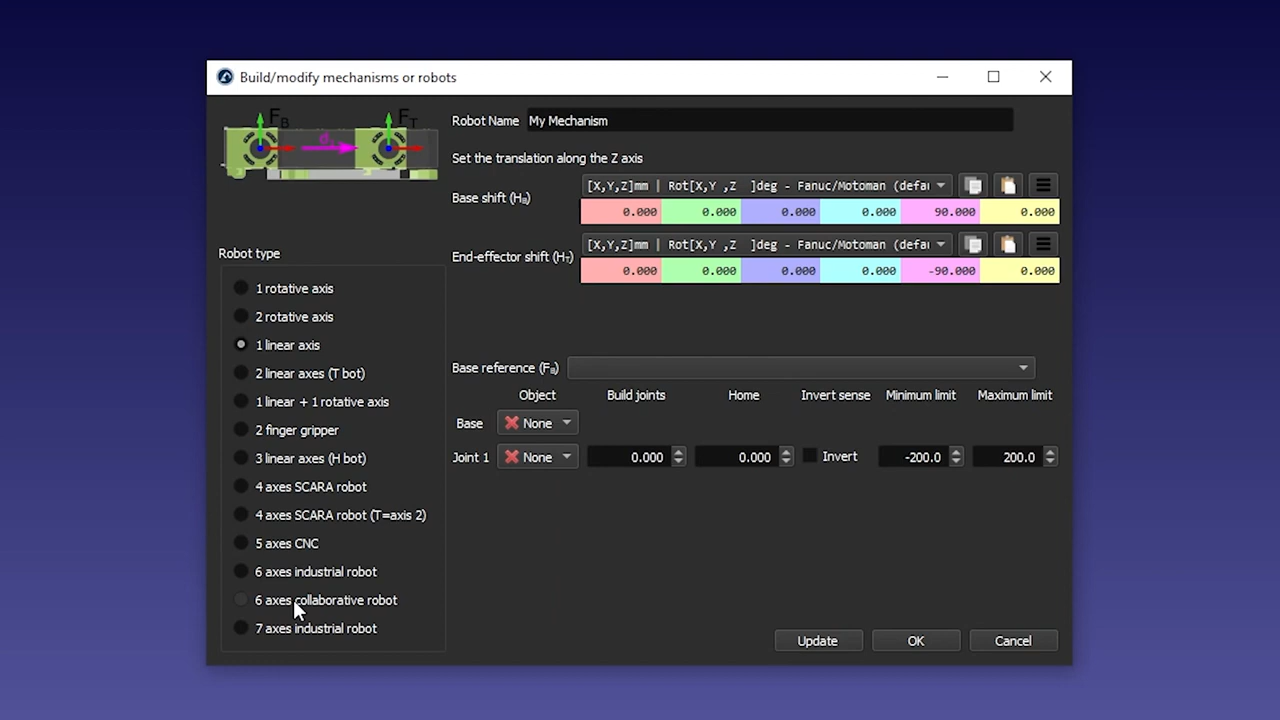 Build/modify mechanisms or robots
F_B F_T
d
Robot Name My Mechanism
Set the translation along the Z axis
[X,Y,Z]mm | Rot[X,Y ,Z ]deg - Fanuc/Motoman (defau
Base shift (H_B)
0.000 0.000 0.000 0.000 90.000 0.000
[X,Y,Z]mm | Rot[X,Y ,Z ]deg - Fanuc/Motoman (defau
End-effector shift (H_T)
0.000 0.000 0.000 0.000 -90.000 0.000
Robot type
1 rotative axis
2 rotative axis
1 linear axis
2 linear axes (T bot)
1 linear + 1 rotative axis
2 finger gripper
3 linear axes (H bot)
4 axes SCARA robot
4 axes SCARA robot (T=axis 2)
5 axes CNC
6 axes industrial robot
6 axes collaborative robot
7 axes industrial robot
Base reference (F_B)
Object Build joints Home Invert sense Minimum limit Maximum limit
Base None
Joint 1 None 0.000 0.000 Invert -200.0 200.0
Update OK Cancel